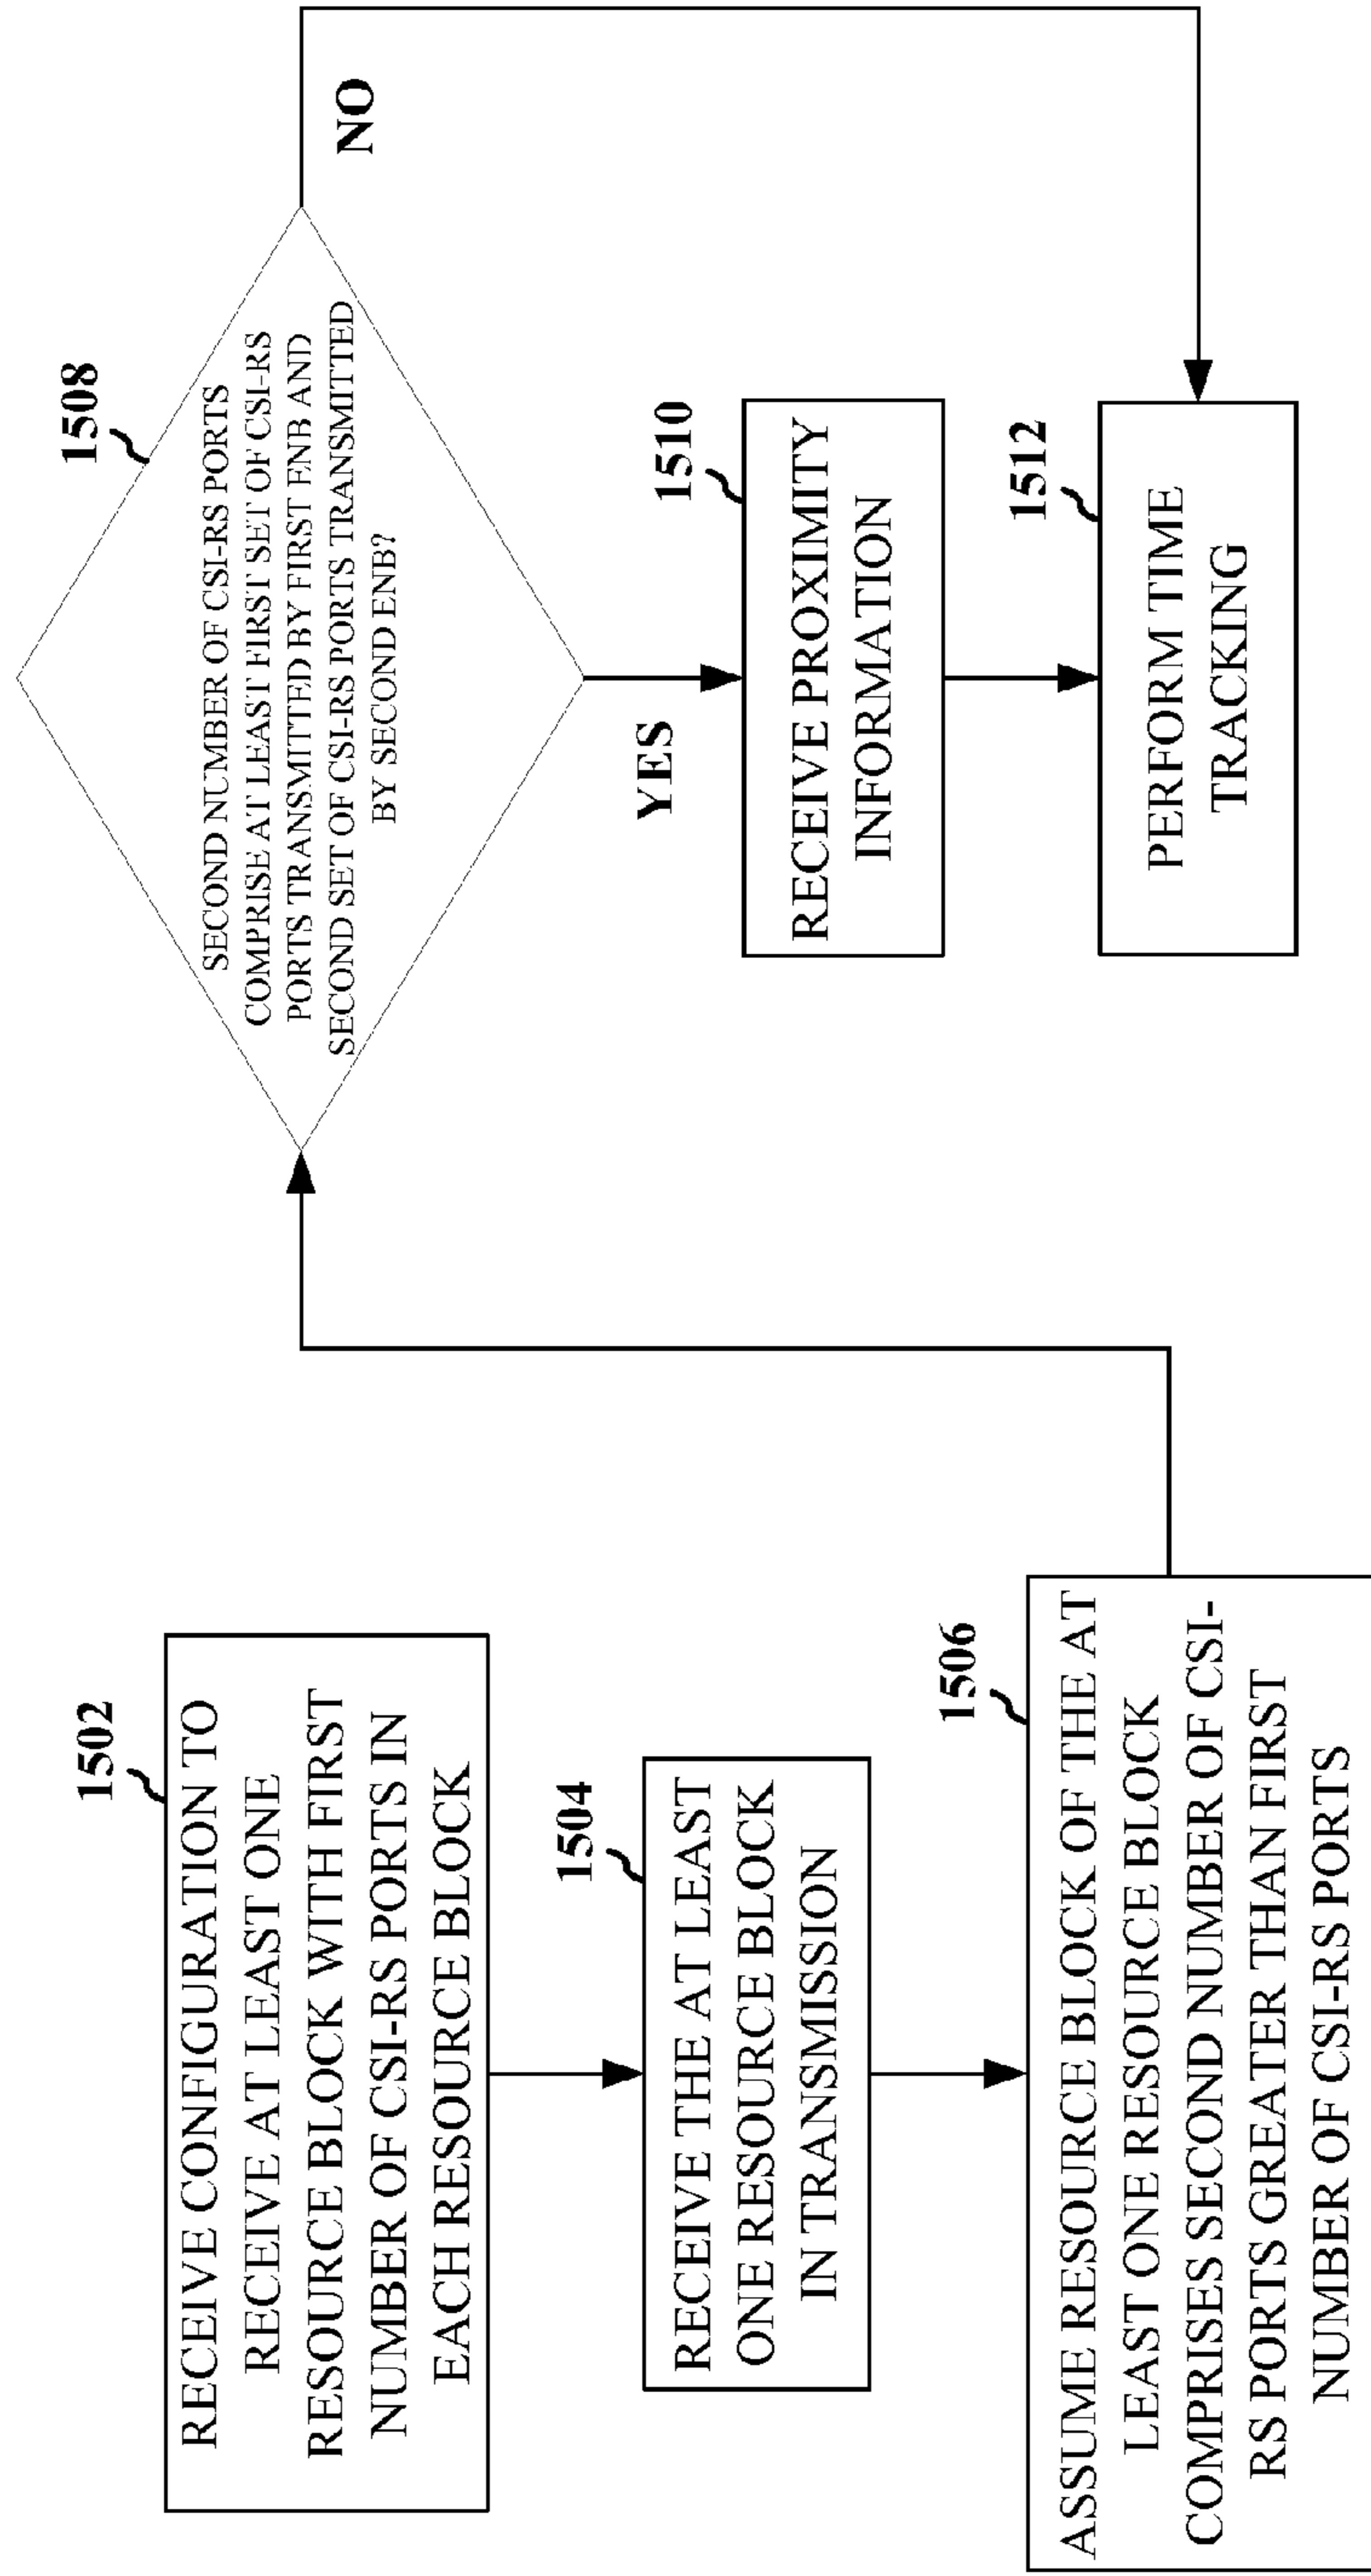 1502
RECEIVE CONFIGURATION TO
RECEIVE AT LEAST ONE
RESOURCE BLOCK WITH FIRST
NUMBER OF CSI-RS PORTS IN
EACH RESOURCE BLOCK
1504
RECEIVE THE AT LEAST
ONE RESOURCE BLOCK
IN TRANSMISSION
1506
ASSUME RESOURCE BLOCK OF THE AT
LEAST ONE RESOURCE BLOCK
COMPRISES SECOND NUMBER OF CSI-
RS PORTS GREATER THAN FIRST
NUMBER OF CSI-RS PORTS
1508
SECOND NUMBER OF CSI-RS PORTS
COMPRISE AT LEAST FIRST SET OF CSI-RS
PORTS TRANSMITTED BY FIRST ENB AND
SECOND SET OF CSI-RS PORTS TRANSMITTED
BY SECOND ENB?
NO
YES
1510
RECEIVE PROXIMITY
INFORMATION
1512
PERFORM TIME
TRACKING